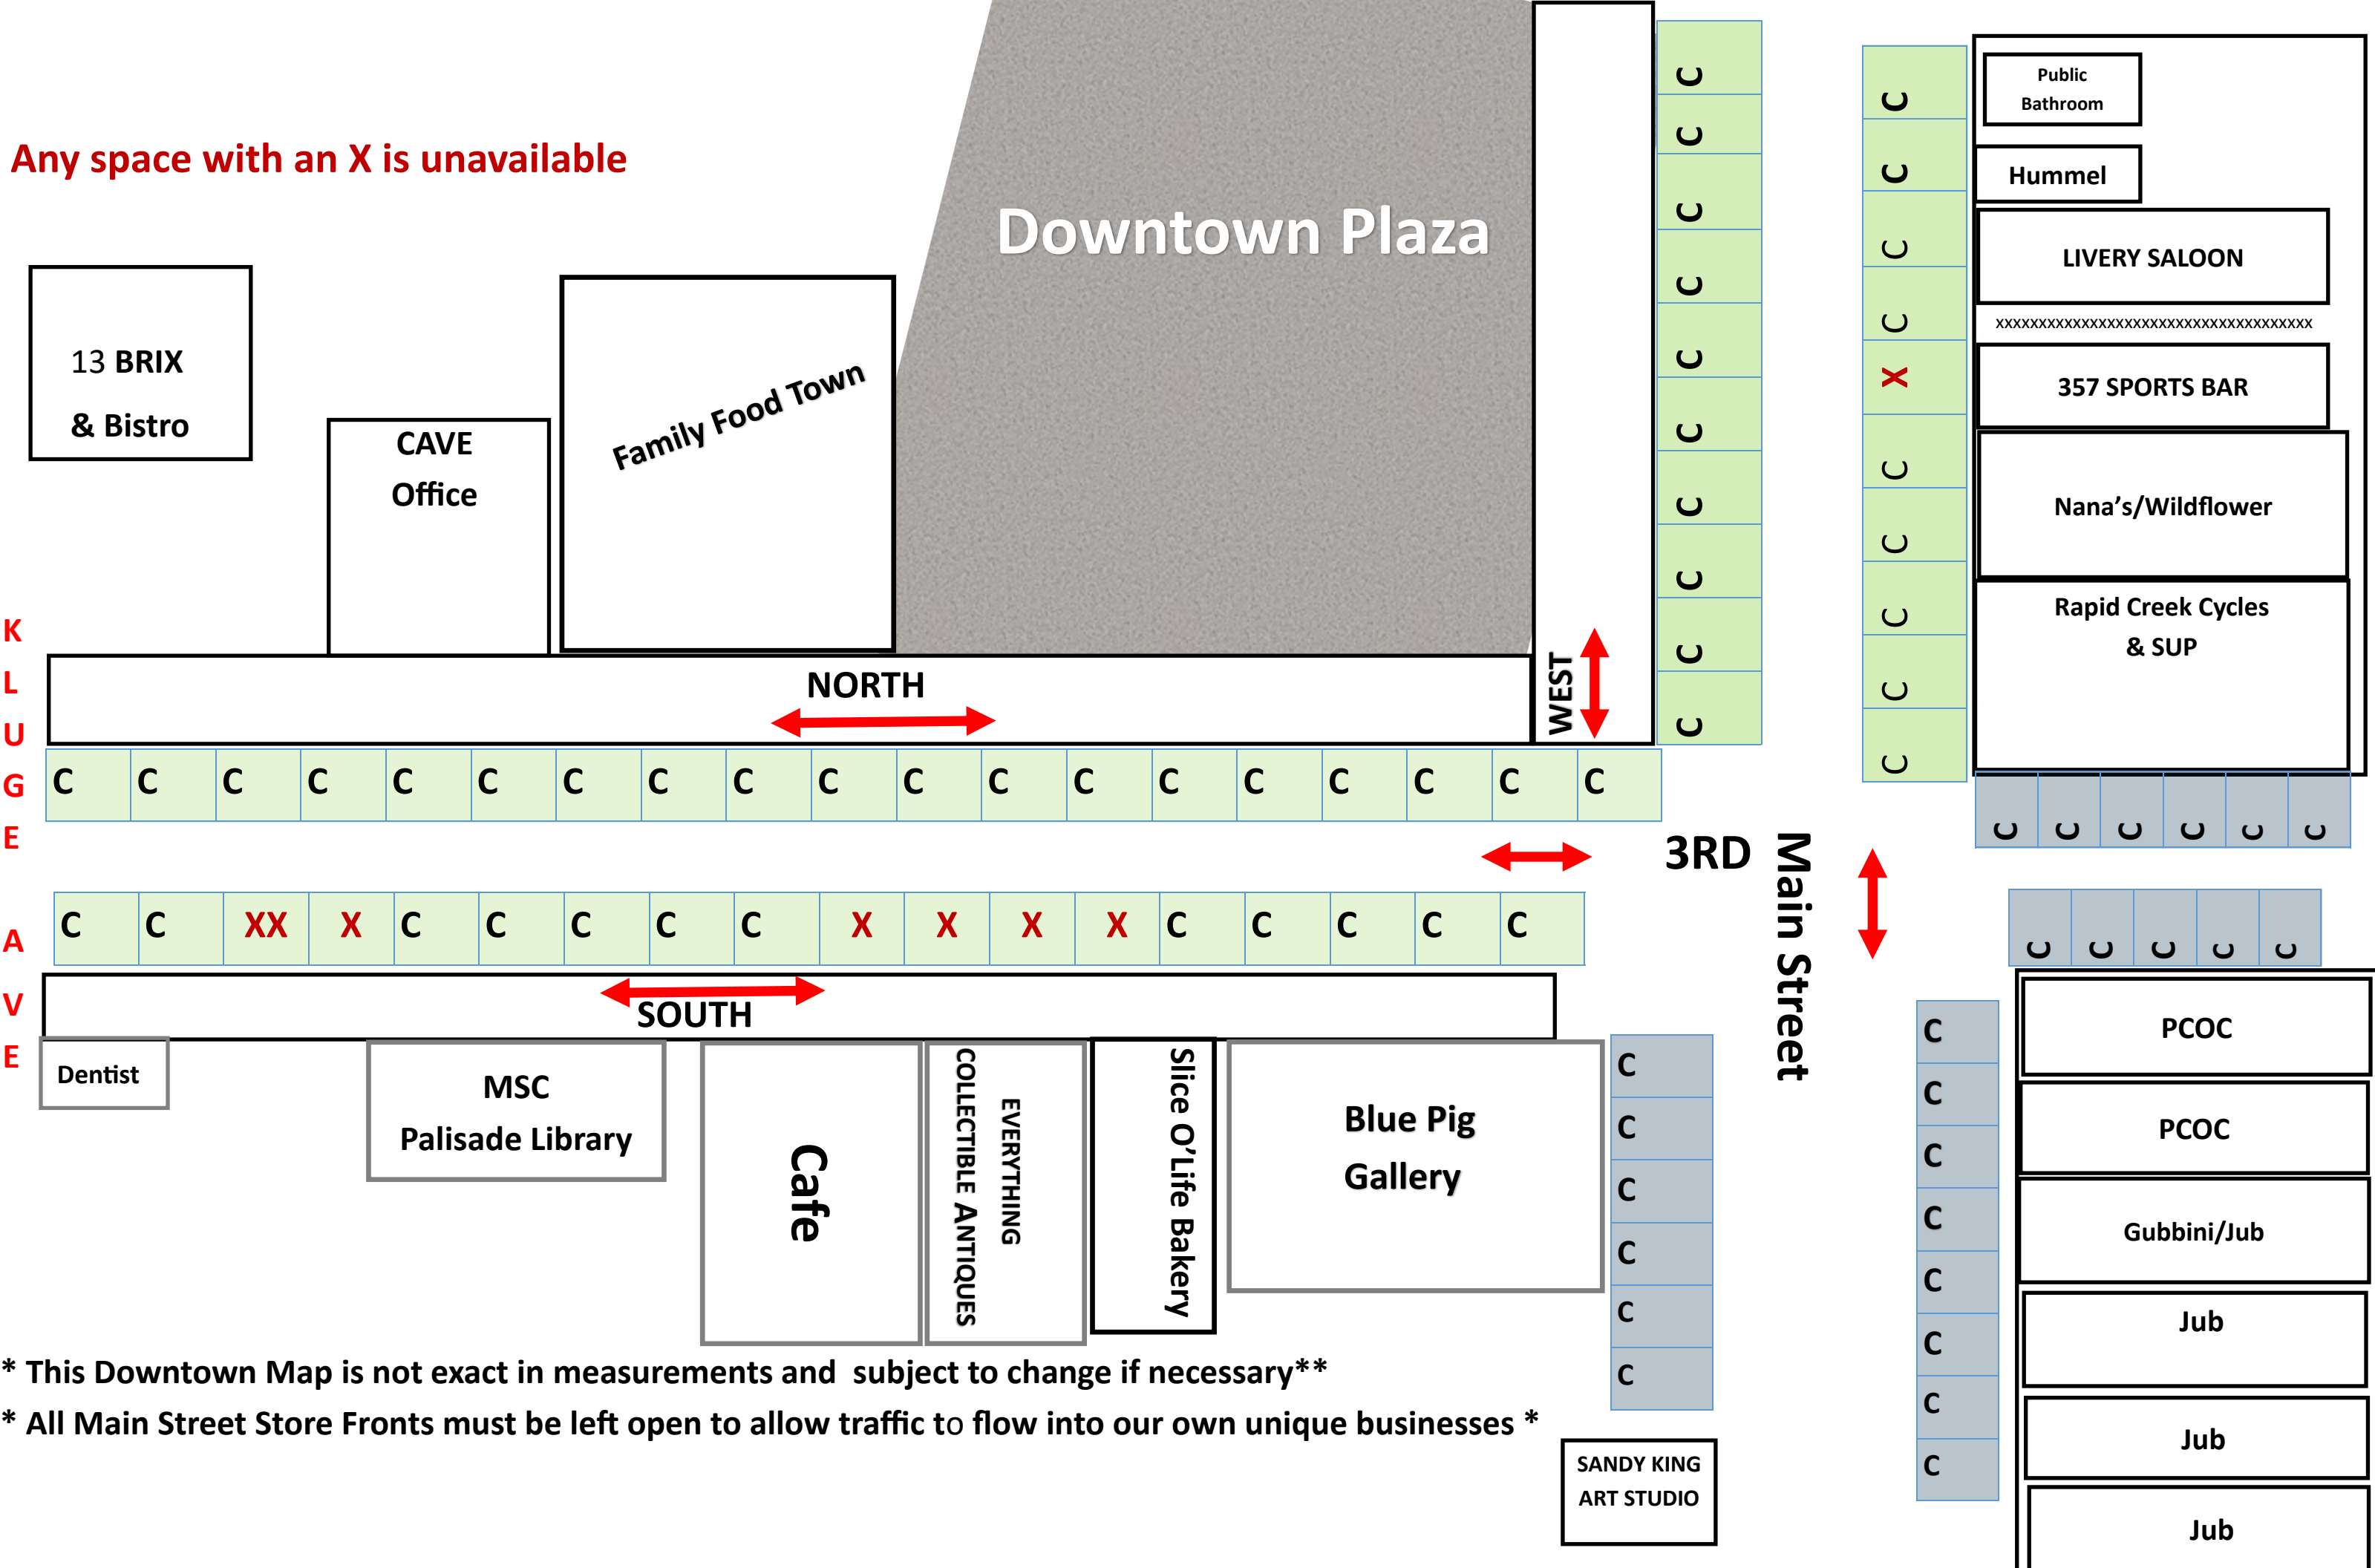 Any space with an X is unavailable
Downtown Plaza
13 BRIX
& Bistro
CAVE
Office
Family Food Town
NORTH
WEST
K
L
U
G
E
A
V
E
C C C C C C C C C C C C C C C C C C C
C C XX X C C C C C X X X X C C C C C
SOUTH
3RD
Main Street
C
C
C
C
C
C
C
C
C
C
C
C
C
C
X
C
C
C
C
C
Public
Bathroom
Hummel
LIVERY SALOON
xxxxxxxxxxxxxxxxxxxxxxxxxxxxxxxxxxxxx
357 SPORTS BAR
Nana’s/Wildflower
Rapid Creek Cycles
& SUP
C C C C C C
C C C C C
Dentist
MSC
Palisade Library
Cafe
EVERYTHING
COLLECTIBLE ANTIQUES
Slice O’Life Bakery
Blue Pig
Gallery
C
C
C
C
C
C
C
C
C
C
C
C
C
C
PCOC
PCOC
Gubbini/Jub
Jub
Jub
Jub
* This Downtown Map is not exact in measurements and  subject to change if necessary**
* All Main Street Store Fronts must be left open to allow traffic to flow into our own unique businesses *
SANDY KING
ART STUDIO